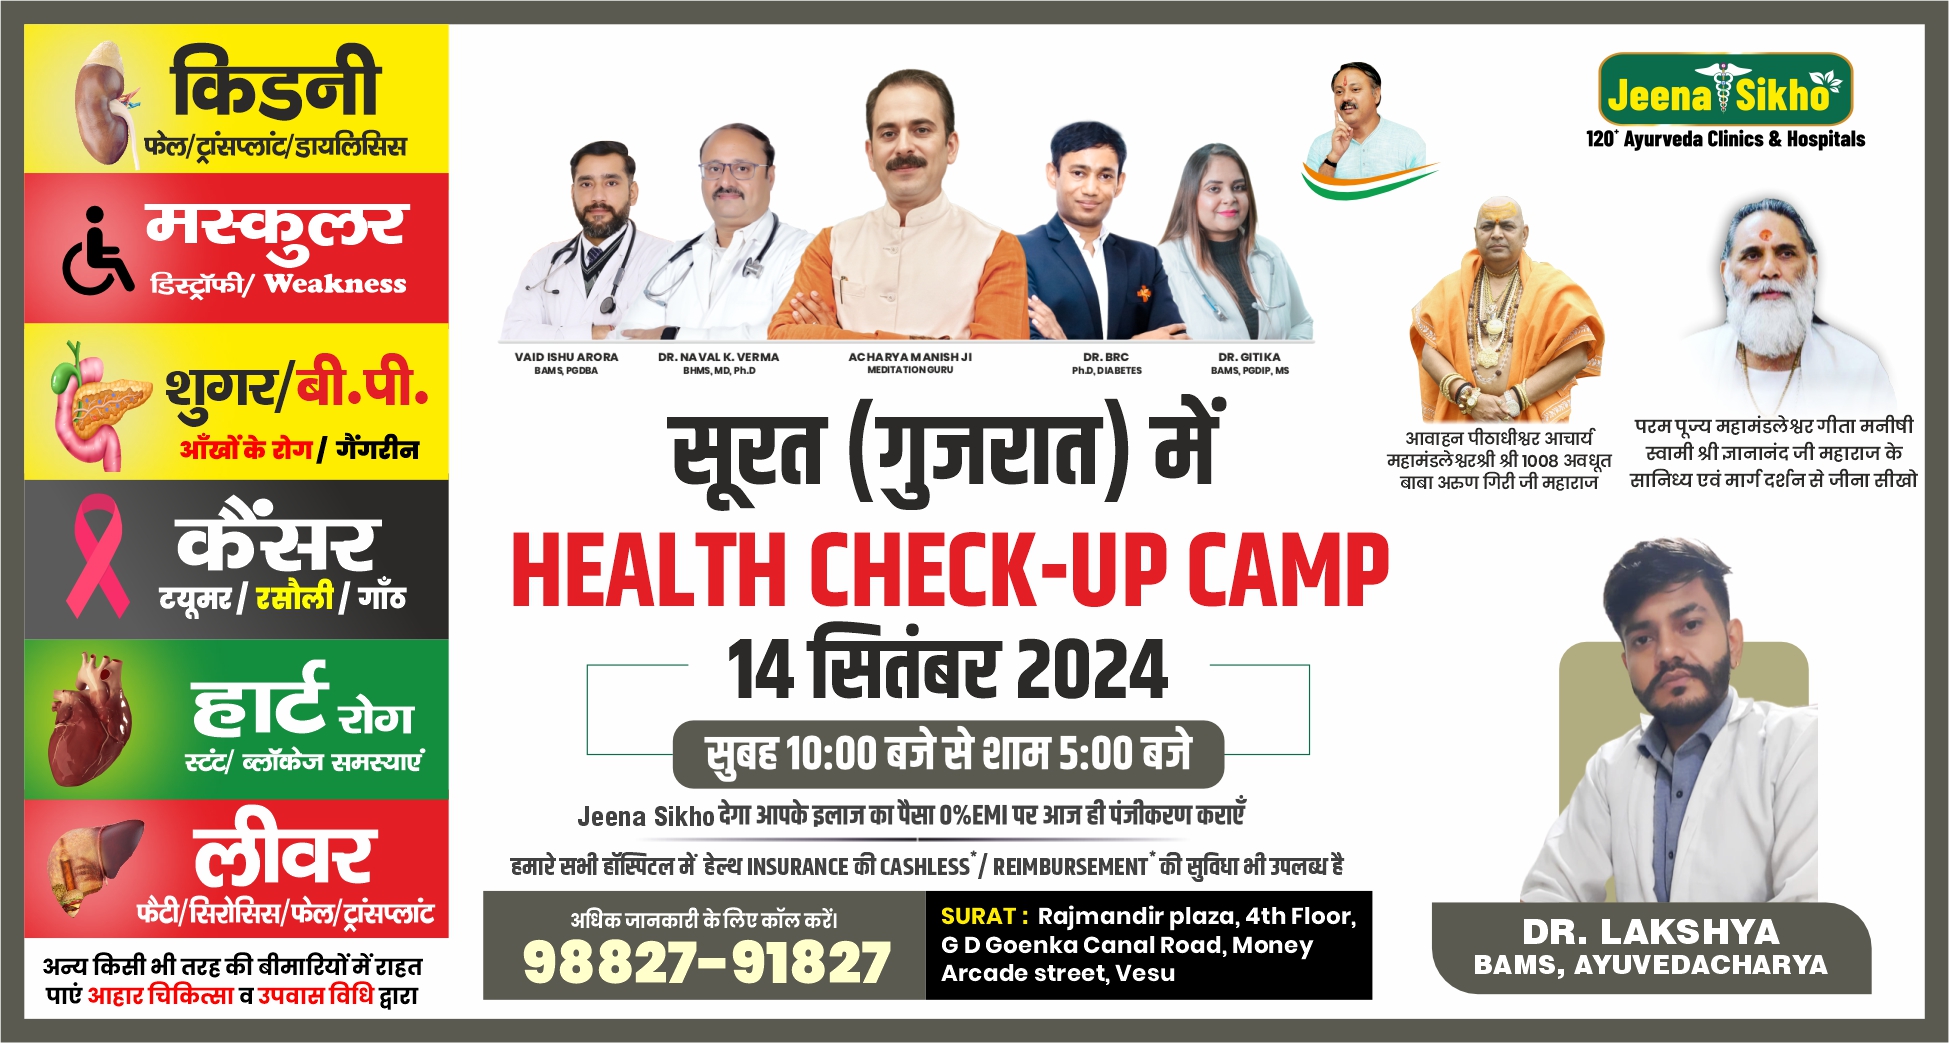 किडनी
फेल/ट्रांसप्लांट/डायलिसिस
मस्कुलर
डिस्ट्रॉफी/ Weakness
शुगर/बी.पी.
आँखों के रोग / गैंगरीन
कैंसर
टयूमर / रसौली / गाँठ
हार्ट रोग
स्टंट/ ब्लॉकेज समस्याएं
लीवर
फैटी/सिरोसिस/फेल/ट्रांसप्लांट
अन्य किसी भी तरह की बीमारियों में राहत
पाएं आहार चिकित्सा व उपवास विधि द्वारा
VAID ISHU ARORA
BAMS, PGDBA
DR. NAVAL K. VERMA
BHMS, MD, Ph.D
ACHARYA MANISH JI
MEDITATION GURU
DR. BRC
Ph.D, DIABETES
DR. GITIKA
BAMS, PGDIP, MS
Jeena Sikho
120+ Ayurveda Clinics & Hospitals
आवाहन पीठाधीश्वर आचार्य
महामंडलेश्वरश्री श्री 1008 अवधूत
बाबा अरुण गिरी जी महाराज
परम पूज्य महामंडलेश्वर गीता मनीषी
स्वामी श्री ज्ञानानंद जी महाराज के
सानिध्य एवं मार्ग दर्शन से जीना सीखो
सूरत (गुजरात) में
HEALTH CHECK-UP CAMP
14 सितंबर 2024
सुबह 10:00 बजे से शाम 5:00 बजे
Jeena Sikho देगा आपके इलाज का पैसा 0%EMI पर आज ही पंजीकरण कराएँ
हमारे सभी हॉस्पिटल में हेल्थ INSURANCE की CASHLESS*/ REIMBURSEMENT* की सुविधा भी उपलब्ध है
अधिक जानकारी के लिए कॉल करें।
98827-91827
SURAT : Rajmandir plaza, 4th Floor,
G D Goenka Canal Road, Money
Arcade street, Vesu
DR. LAKSHYA
BAMS, AYUVEDACHARYA